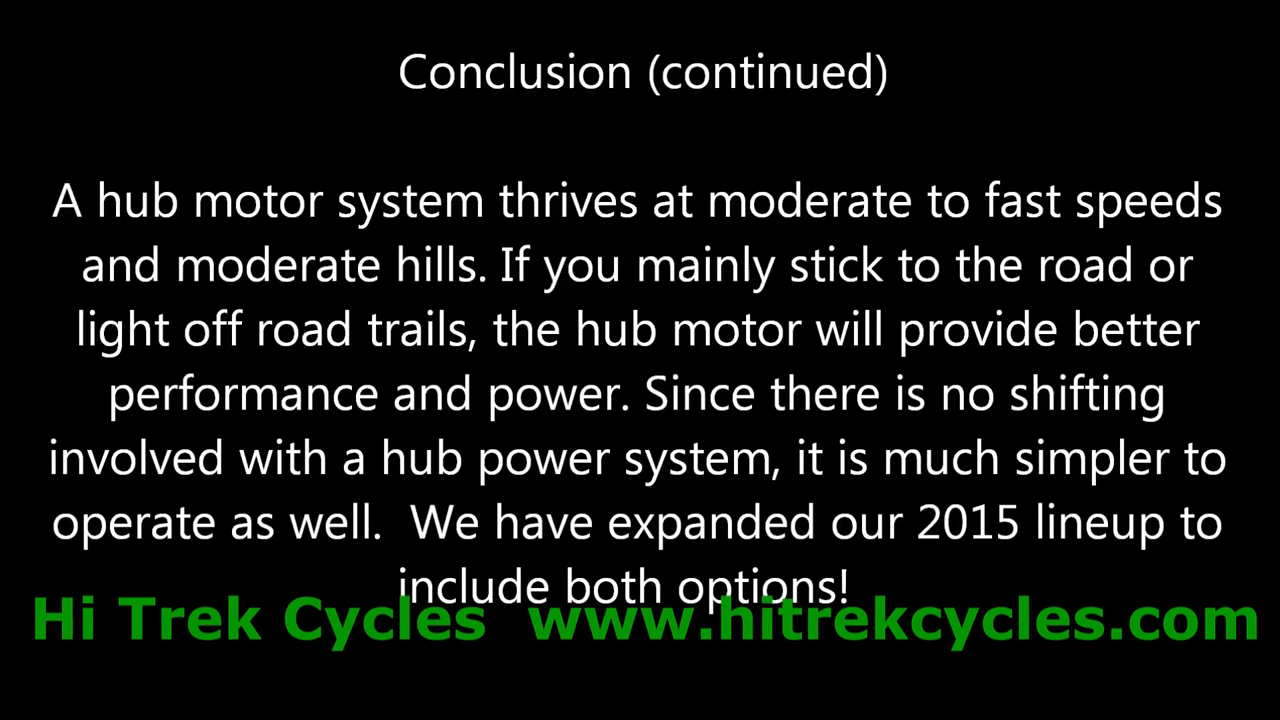 Conclusion (continued)
A hub motor system thrives at moderate to fast speeds
and moderate hills. If you mainly stick to the road or
light off road trails, the hub motor will provide better
performance and power. Since there is no shifting
involved with a hub power system, it is much simpler to
operate as well.  We have expanded our 2015 lineup to
include both options!
Hi Trek Cycles  www.hitrekcycles.com